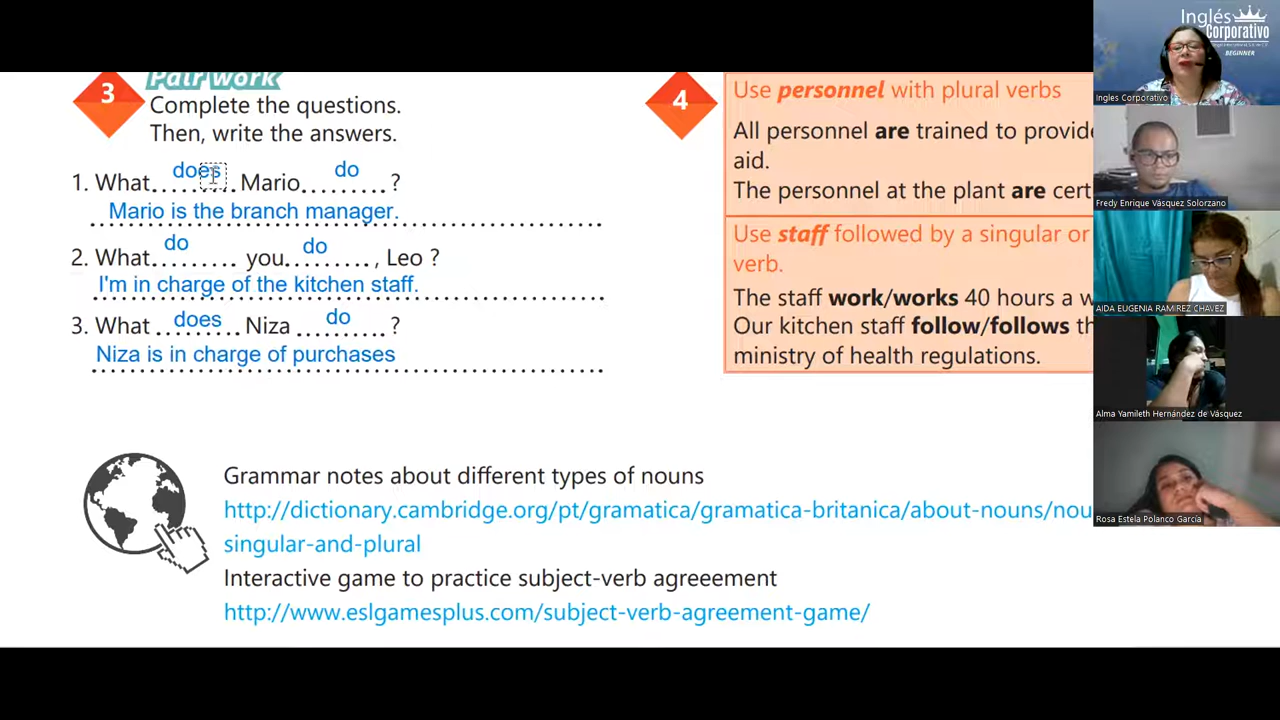 3
Pair work
Complete the questions.
Then, write the answers.
1. What does Mario do ?
Mario is the branch manager.
2. What do you do , Leo ?
I'm in charge of the kitchen staff.
3. What does Niza do ?
Niza is in charge of purchases
4
Use personnel with plural verbs
All personnel are trained to provide
aid.
The personnel at the plant are cert
Use staff followed by a singular or
verb.
The staff work/works 40 hours a w
Our kitchen staff follow/follows th
ministry of health regulations.
Grammar notes about different types of nouns
http://dictionary.cambridge.org/pt/gramatica/gramatica-britanica/about-nouns/nou
singular-and-plural
Interactive game to practice subject-verb agreeement
http://www.eslgamesplus.com/subject-verb-agreement-game/
Inglés
Corporativo
BEGINNER
Ingles Corporativo
Fredy Enrique Vásquez Solorzano
AIDA EUGENIA RAMIREZ CHAVEZ
Alma Yamileth Hernández de Vásquez
Rosa Estela Polanco García